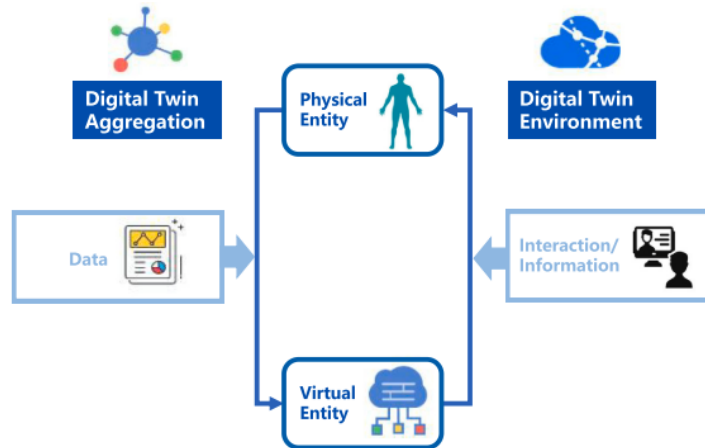 Digital Twin
Aggregation
Physical
Entity
Digital Twin
Environment
Data
Interaction/
Information
Virtual
Entity